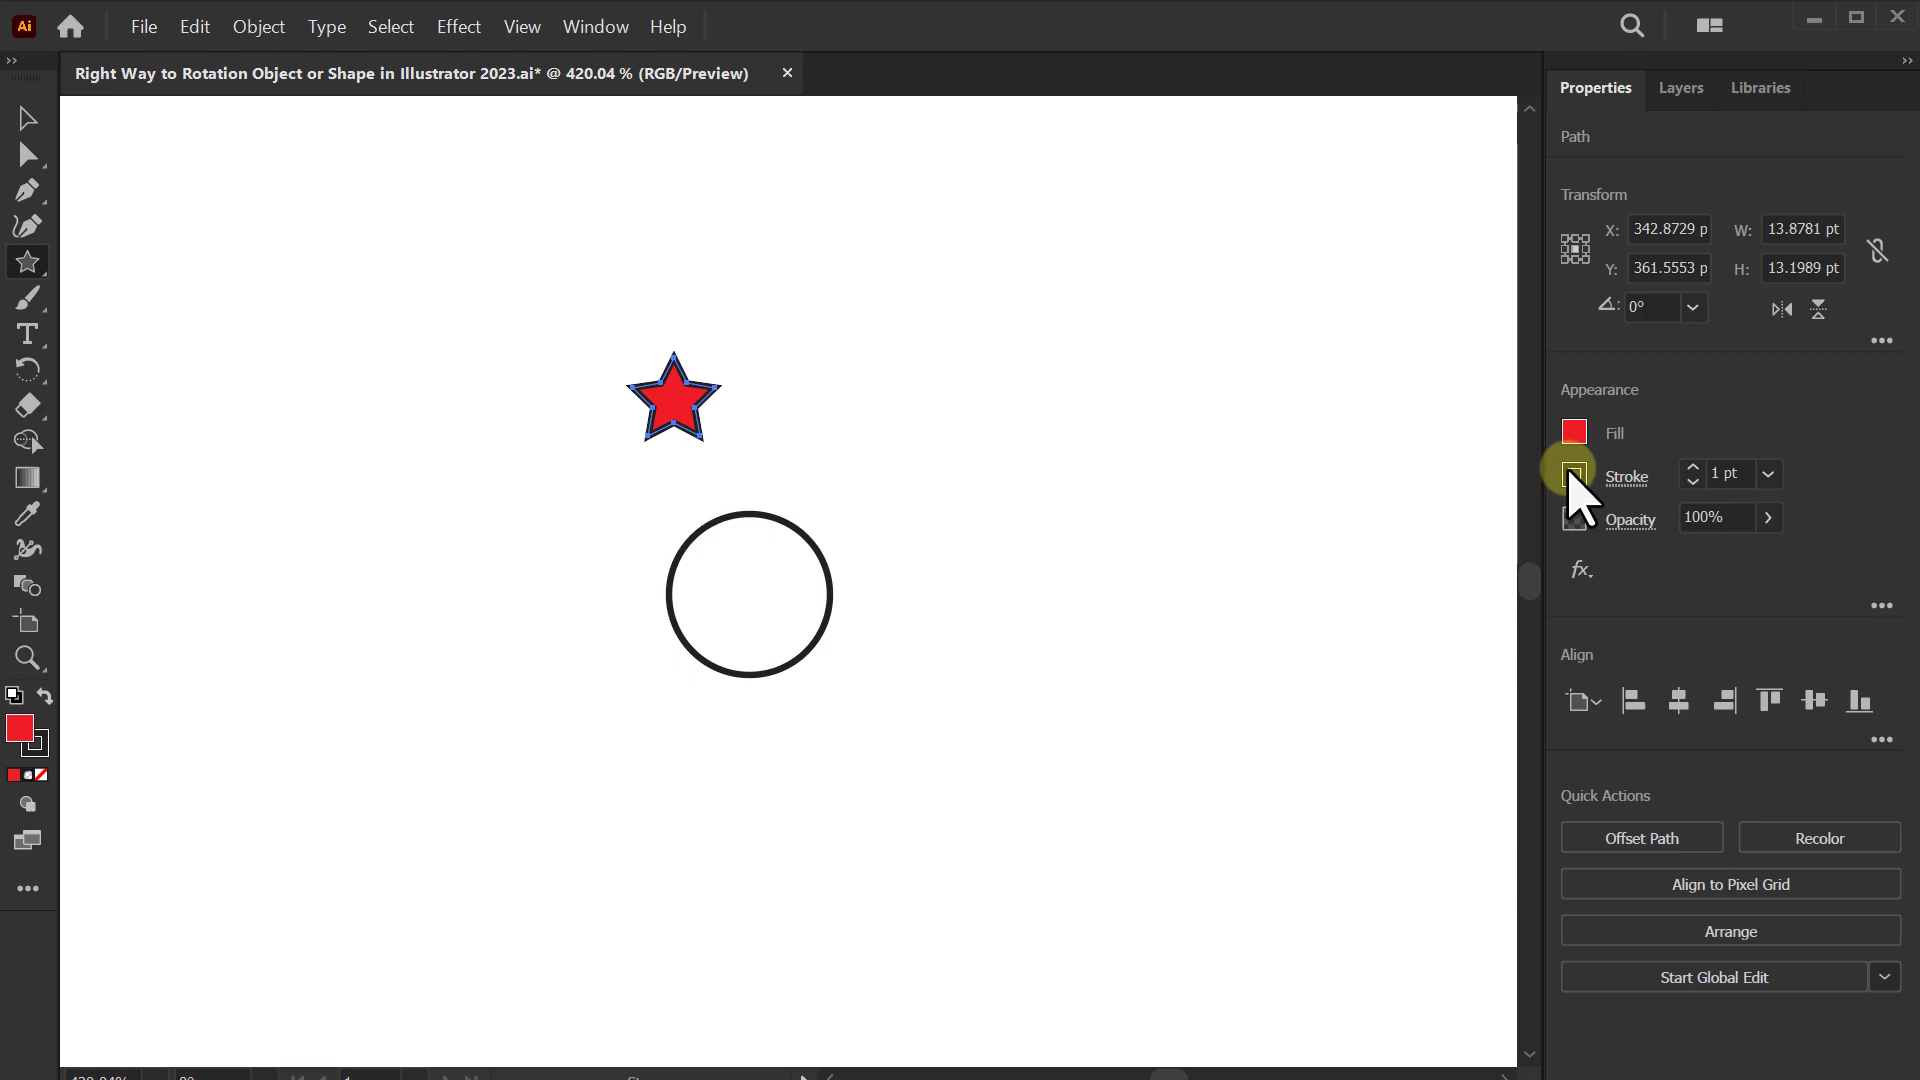 Ai File Edit Object Type Select Effect View Window Help
Right Way to Rotation Object or Shape in Illustrator 2023.ai* @ 420.04 % (RGB/Preview)
Properties Layers Libraries
Path
Transform
X: 342.8729 p W: 13.8781 pt
Y: 361.5553 p H: 13.1989 pt
0°
Appearance
Fill
Stroke 1 pt
Opacity 100%
fx
Align
Quick Actions
Offset Path Recolor
Align to Pixel Grid
Arrange
Start Global Edit